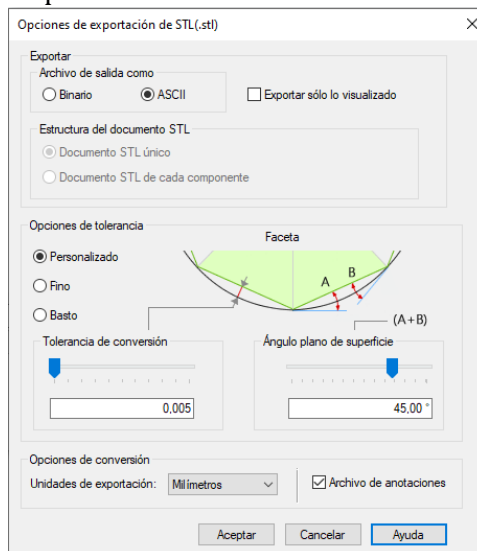 Opciones de exportación de STL(.stl)
Exportar
Archivo de salida como
Binario
ASCII
Exportar sólo lo visualizado
Estructura del documento STL
Documento STL único
Documento STL de cada componente
Opciones de tolerancia
Faceta
Personalizado
Fino
Basto
A
B
(A+B)
Tolerancia de conversión
0,005
Ángulo plano de superficie
45,00 °
Opciones de conversión
Unidades de exportación:
Milímetros
Archivo de anotaciones
Aceptar
Cancelar
Ayuda